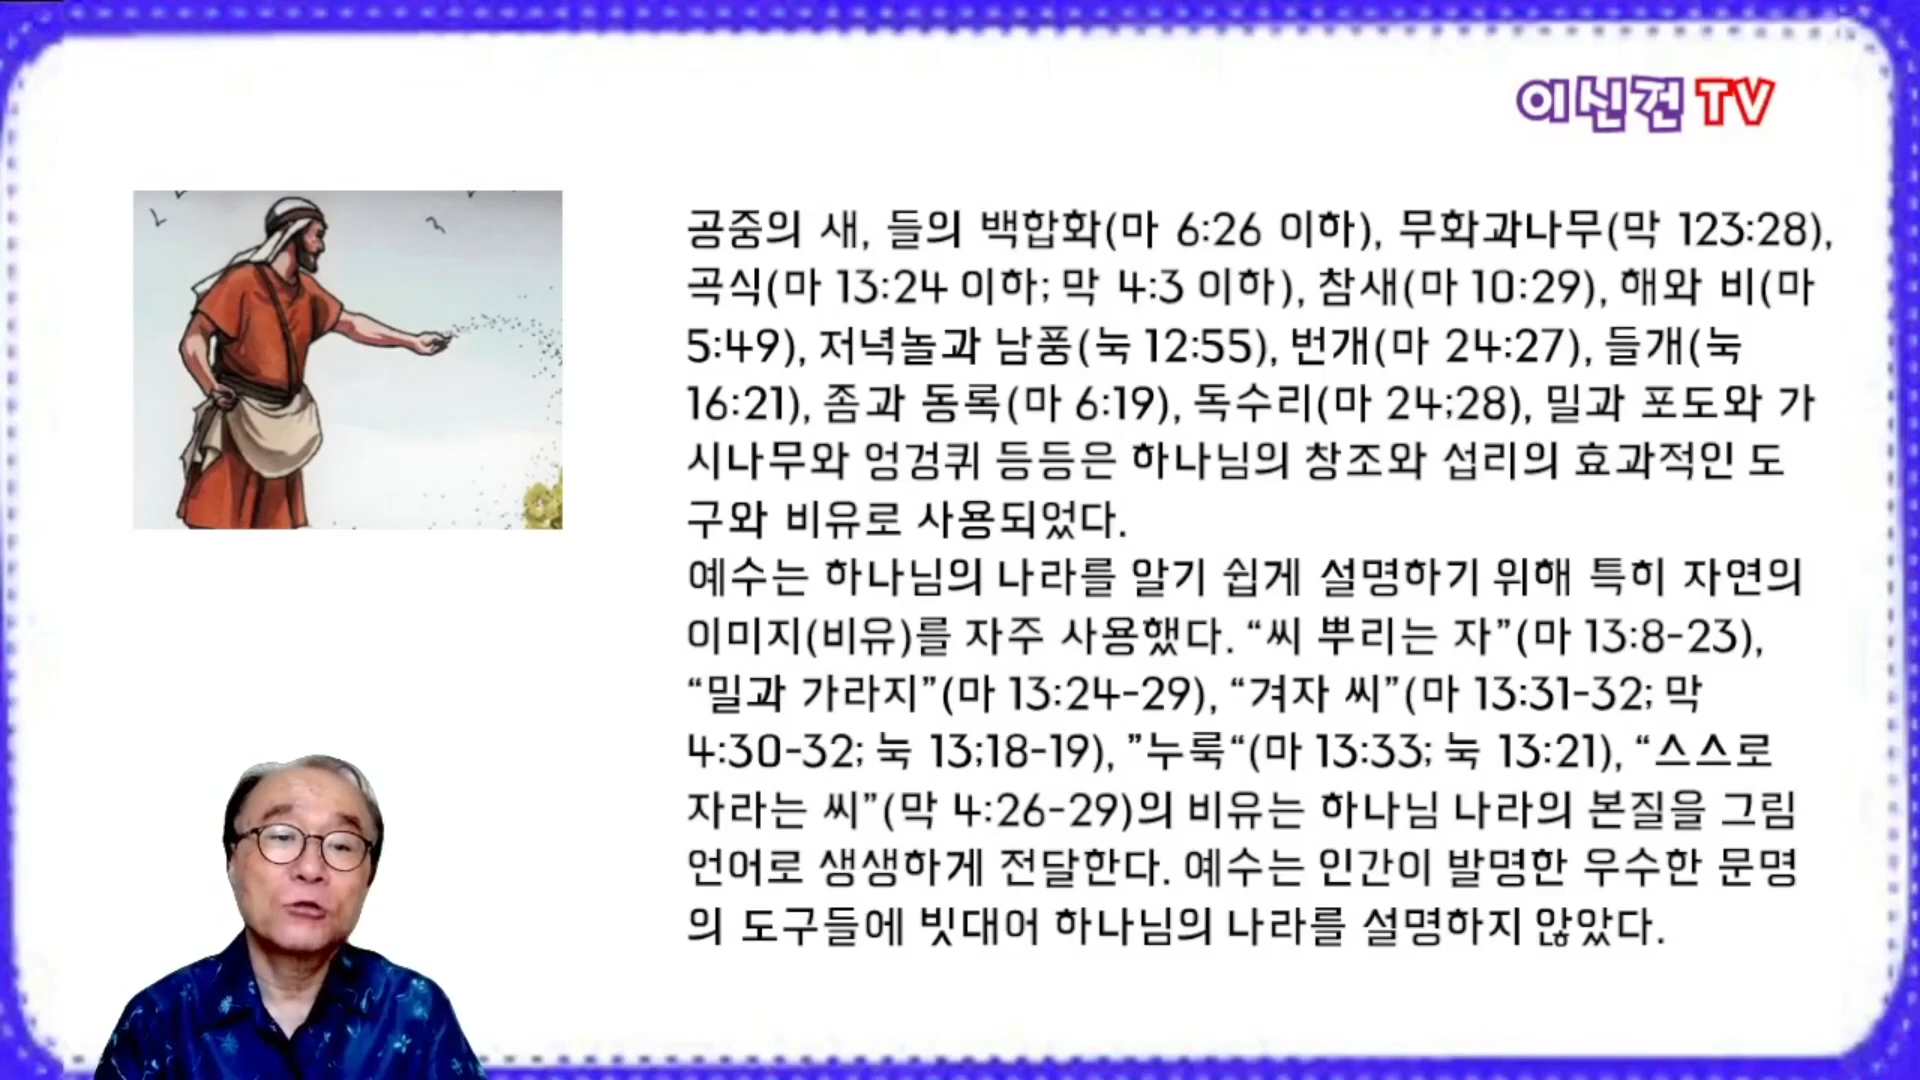 이신건 TV
공중의 새, 들의 백합화(마 6:26 이하), 무화과나무(막 123:28),
곡식(마 13:24 이하; 막 4:3 이하), 참새(마 10:29), 해와 비(마
5:49), 저녁놀과 남풍(눅 12:55), 번개(마 24:27), 들개(눅
16:21), 좀과 동록(마 6:19), 독수리(마 24;28), 밀과 포도와 가
시나무와 엉겅퀴 등등은 하나님의 창조와 섭리의 효과적인 도
구와 비유로 사용되었다.
예수는 하나님의 나라를 알기 쉽게 설명하기 위해 특히 자연의
이미지(비유)를 자주 사용했다. “씨 뿌리는 자”(마 13:8-23),
“밀과 가라지”(마 13:24-29), “겨자 씨”(마 13:31-32; 막
4:30-32; 눅 13;18-19), ”누룩“(마 13:33; 눅 13:21), “스스로
자라는 씨”(막 4:26-29)의 비유는 하나님 나라의 본질을 그림
언어로 생생하게 전달한다. 예수는 인간이 발명한 우수한 문명
의 도구들에 빗대어 하나님의 나라를 설명하지 않았다.